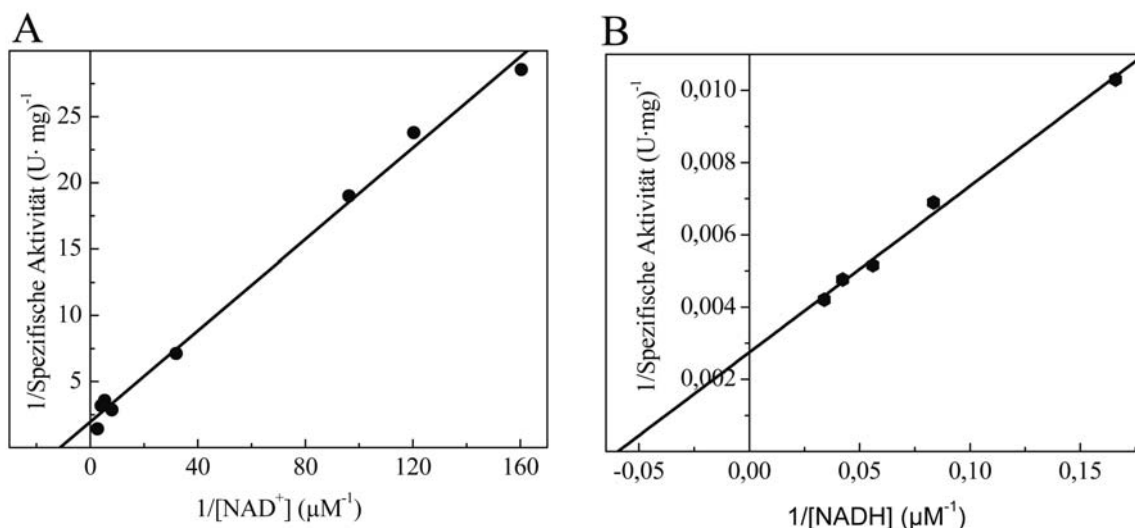 A
1/Spezifische Aktivität (U· mg)⁻¹
25
20
15
10
5
0 40 80 120 160
1/[NAD⁺] (μM⁻¹)
B
1/Spezifische Aktivität (U·mg)⁻¹
0,010
0,008
0,006
0,004
0,002
-0,05 0,00 0,05 0,10 0,15
1/[NADH] (μM⁻¹)